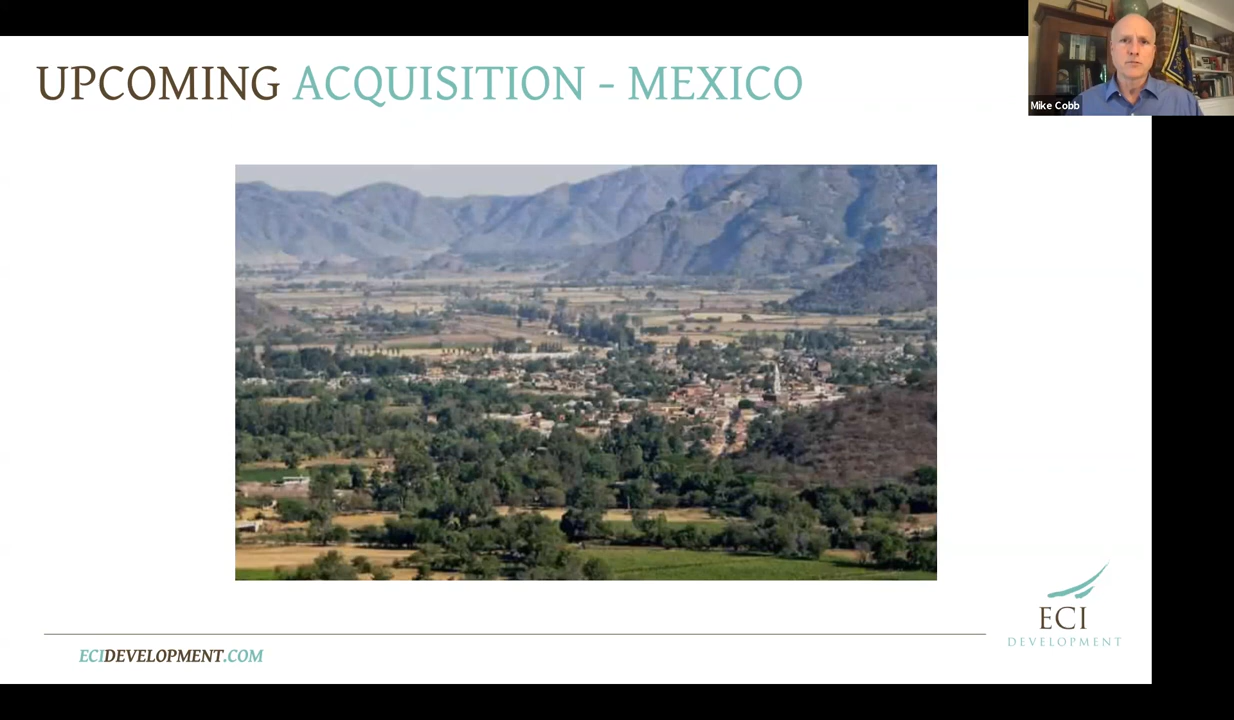 UPCOMING ACQUISITION - MEXICO
Mike Cobb
ECI
DEVELOPMENT
ECIDEVELOPMENT.COM